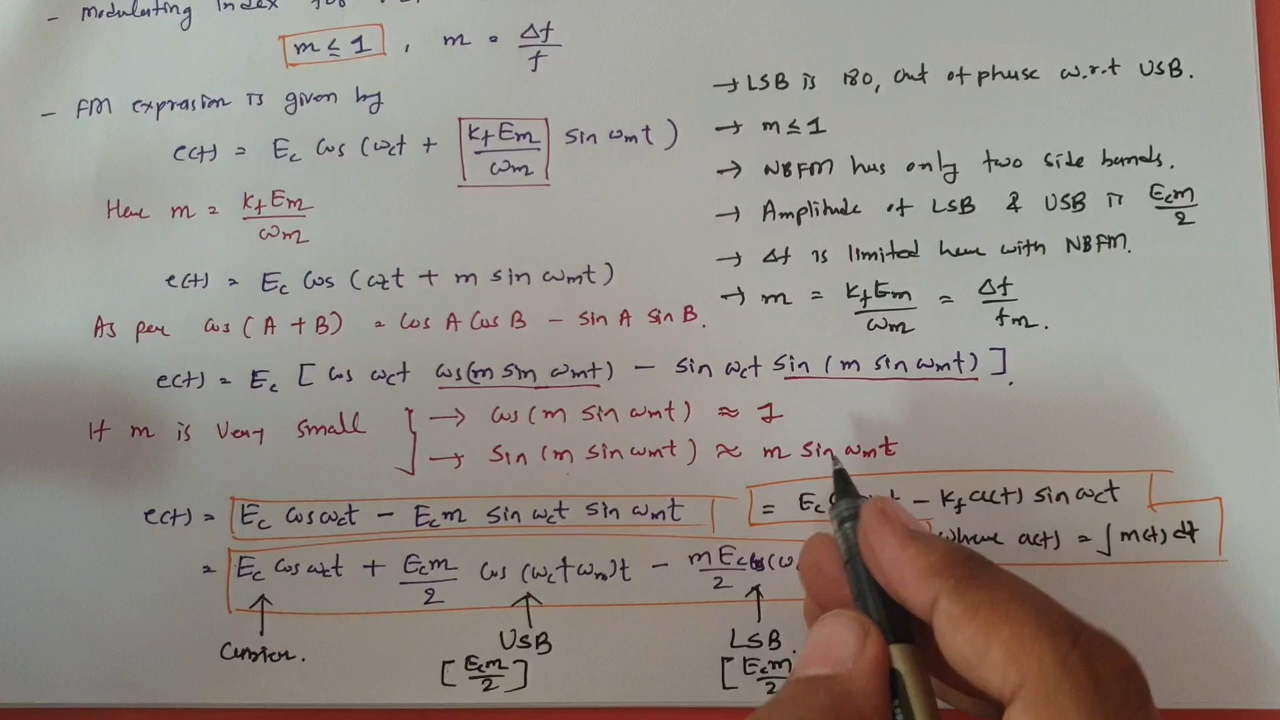 - Modulating Index
m ≤ 1 , m = Δf/f
- FM exprasion is given by
e(t) = Ec Cos (ωct + KfEm/ωm sin ωmt)
Here m = KfEm/ωm
e(t) = Ec Cos (ωct + m sin ωmt)
As per cos (A + B) = Cos A Cos B - sin A sin B.
e(t) = Ec [ Cos ωct cos(m sin ωmt) - sin ωct sin (m sin ωmt) ].
If m is Very small
→ cos (m sin ωmt) ≈ 1
→ sin (m sin ωmt) ≈ m sin ωmt
e(t) = Ec cos ωct - Ecm sin ωct sin ωmt
= Ec Cos ωct + Ecm/2 cos (ωc+ωm)t - mEc/2 cos(ω
Carrier.
USB
[Ecm/2]
LSB.
[Ecm/2
→ LSB is 180, out of phase w.r.t USB.
→ m ≤ 1
→ NBFM has only two side bands.
→ Amplitude of LSB & USB is Ecm/2
→ Δf is limited here with NBFM.
→ m = KfEm/ωm = Δf/fm.
= Ec - Kf a(t) sin ωct
where a(t) = ∫ m(t) dt